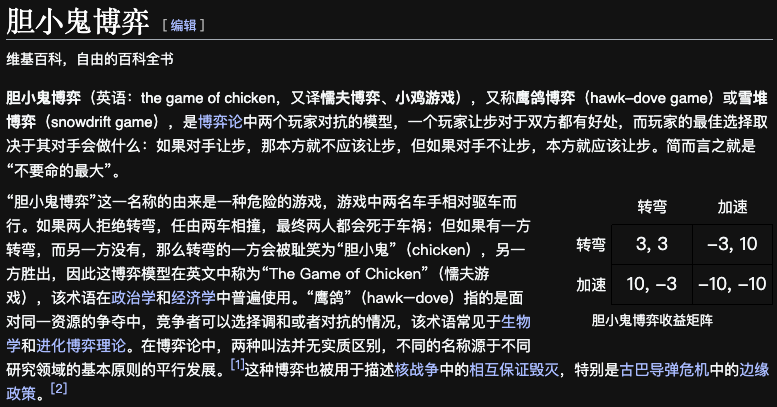 胆小鬼博弈 [编辑]
维基百科，自由的百科全书
胆小鬼博弈（英语：the game of chicken，又译懦夫博弈、小鸡游戏），又称鹰鸽博弈（hawk–dove game）或雪堆
博弈（snowdrift game），是博弈论中两个玩家对抗的模型，一个玩家让步对于双方都有好处，而玩家的最佳选择取
决于其对手会做什么：如果对手让步，那本方就不应该让步，但如果对手不让步，本方就应该让步。简而言之就是
“不要命的最大”。
“胆小鬼博弈”这一名称的由来是一种危险的游戏，游戏中两名车手相对驱车而
行。如果两人拒绝转弯，任由两车相撞，最终两人都会死于车祸；但如果有一方
转弯，而另一方没有，那么转弯的一方会被耻笑为“胆小鬼”（chicken），另一
方胜出，因此这博弈模型在英文中称为“The Game of Chicken”（懦夫游
戏），该术语在政治学和经济学中普遍使用。“鹰鸽”（hawk—dove）指的是面
对同一资源的争夺中，竞争者可以选择调和或者对抗的情况，该术语常见于生物
学和进化博弈理论。在博弈论中，两种叫法并无实质区别，不同的名称源于不同
研究领域的基本原则的平行发展。[1]这种博弈也被用于描述核战争中的相互保证毁灭，特别是古巴导弹危机中的边缘
政策。[2]
转弯 加速
转弯 3, 3 −3, 10
加速 10, −3 −10, −10
胆小鬼博弈收益矩阵